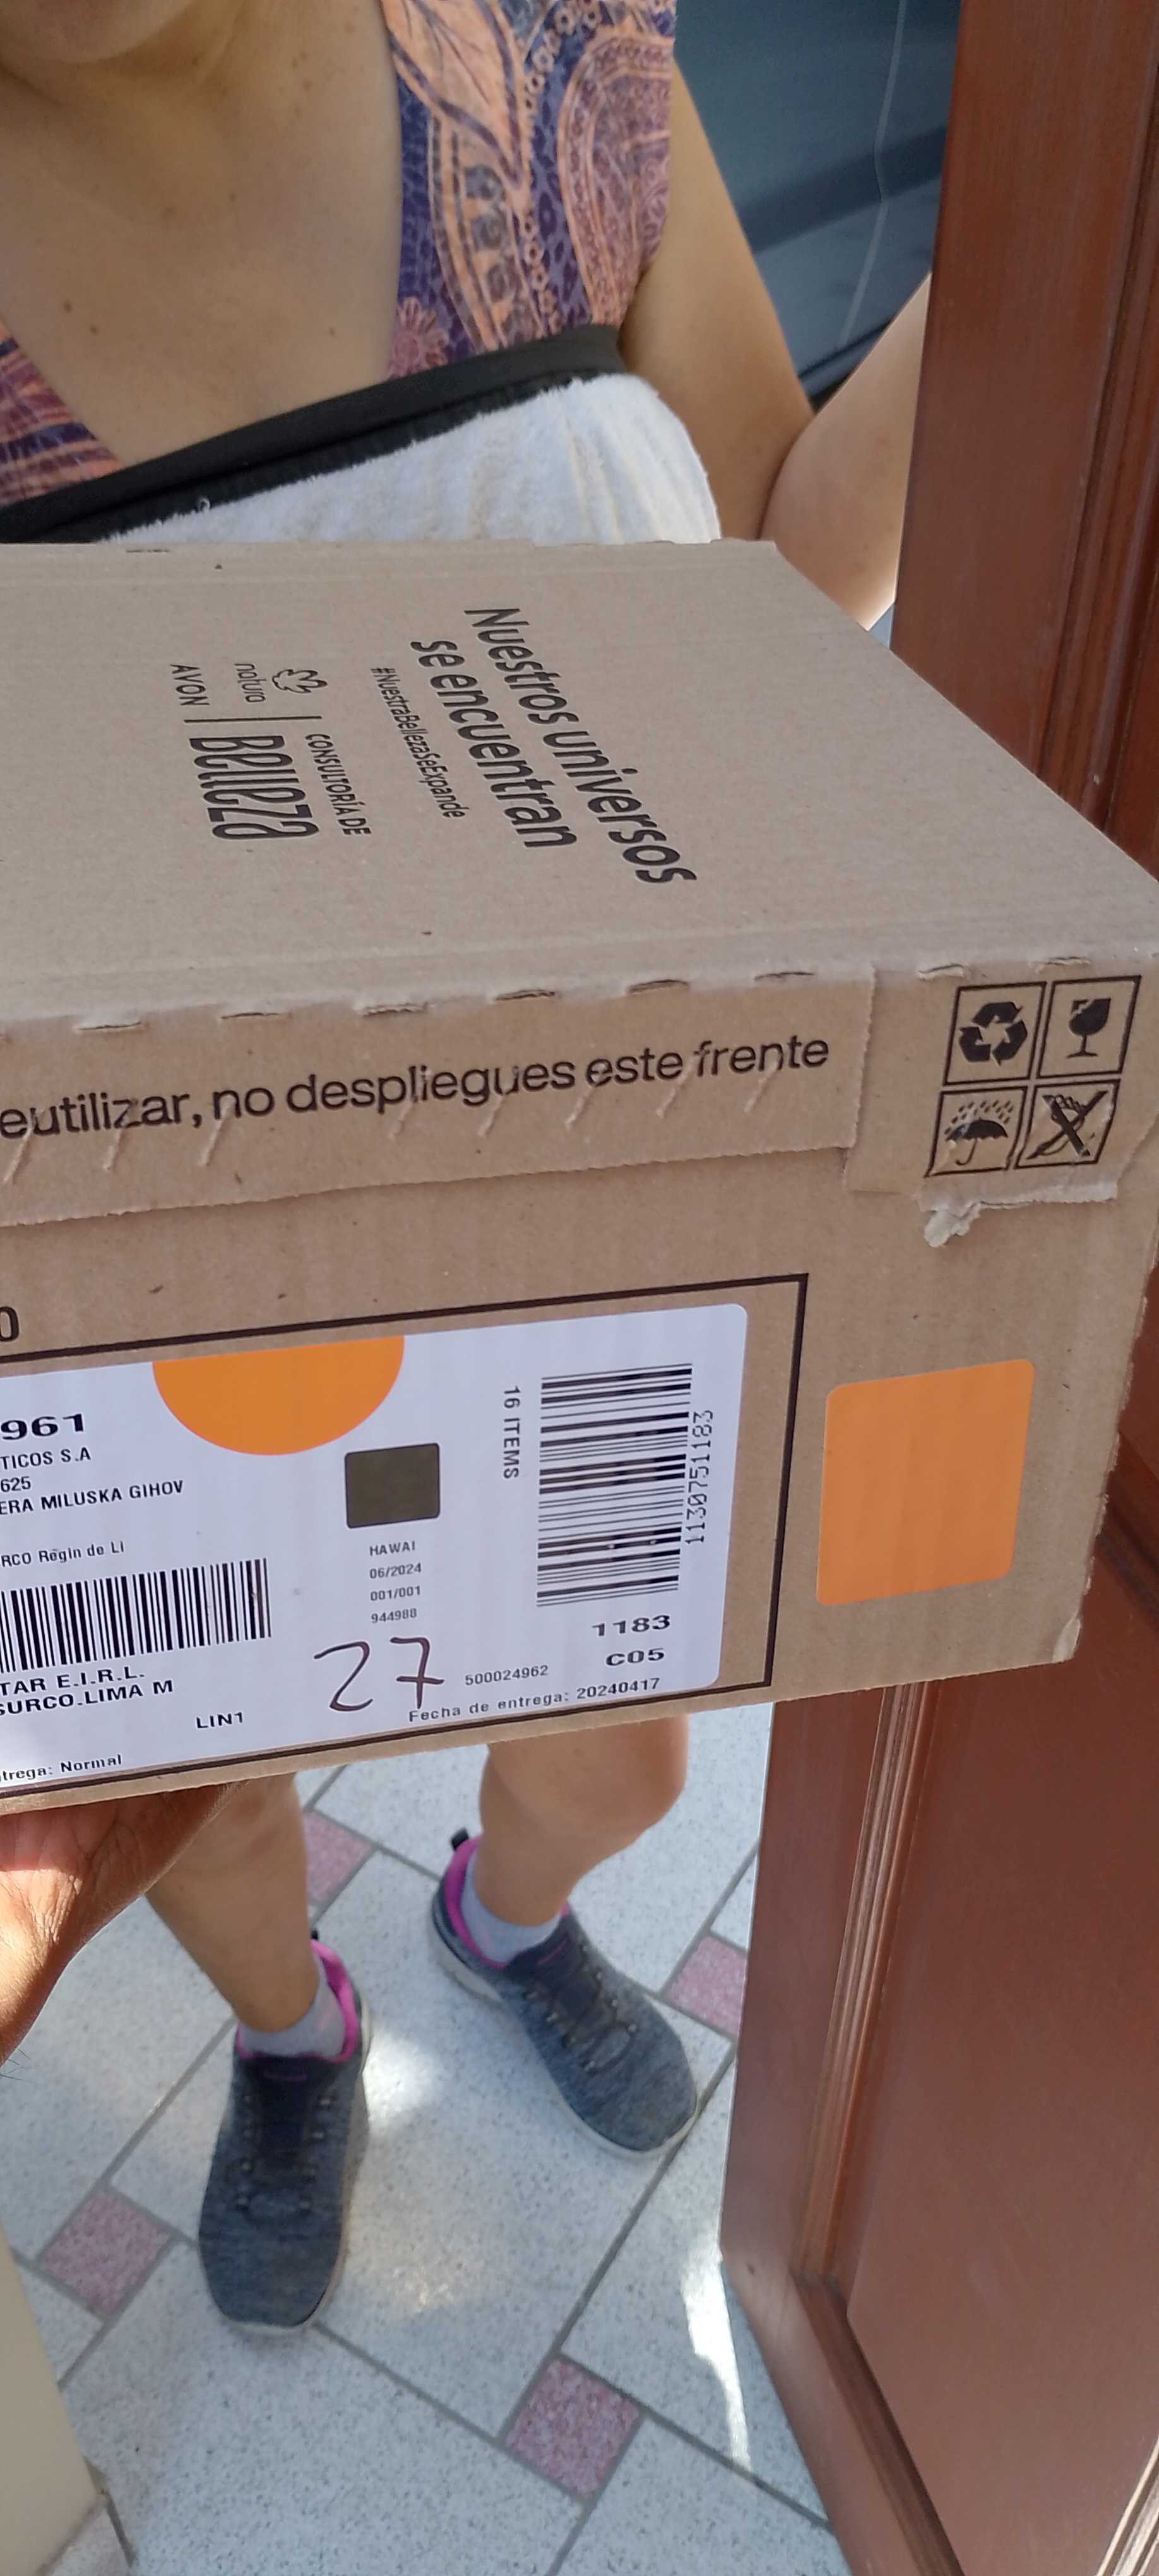 Nuestros universos
se encuentran
#NuestraBellezaSeExpande
natura
AVON
CONSULTORÍA DE
Belleza
eutilizar, no despliegues este frente
0
961
TICOS S.A
625
ERA MILUSKA GIHOV
RCO Regin de Li
TAR E.I.R.L.
SURCO.LIMA M
LIN1
trega: Normal
HAWAI
06/2024
001/001
944988
27
16 ITEMS
1130751183
1183
C05
500024962
Fecha de entrega: 20240417